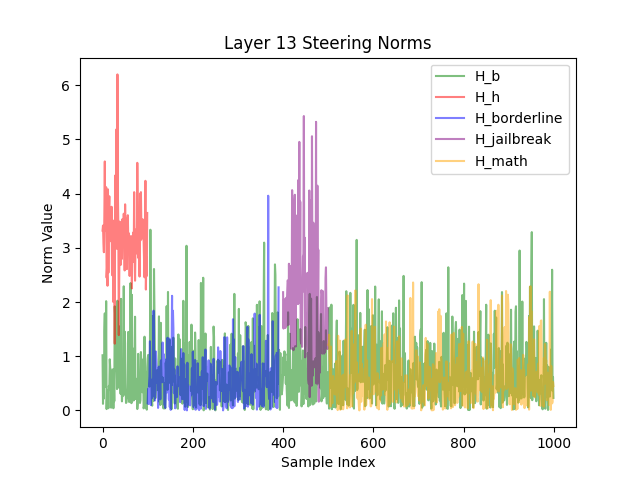 Layer 13 Steering Norms
H_b
H_h
H_borderline
H_jailbreak
H_math
Norm Value
6
5
4
3
2
1
0
0
200
400
600
800
1000
Sample Index